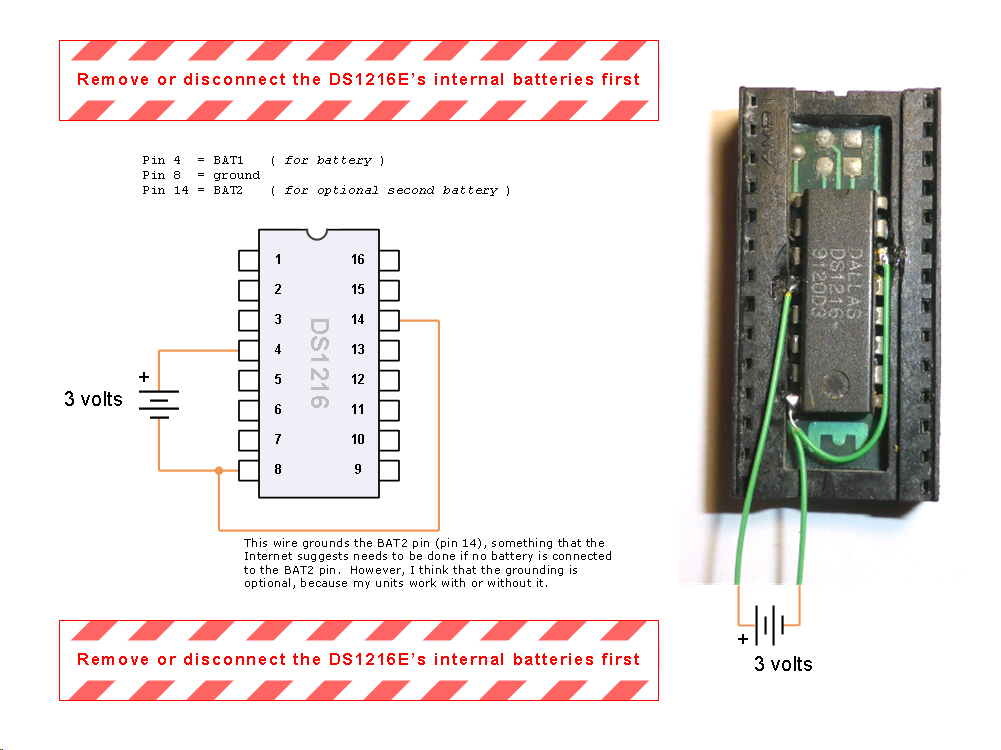 Remove or disconnect the DS1216E’s internal batteries first
Pin 4 = BAT1 ( for battery )
Pin 8 = ground
Pin 14 = BAT2 ( for optional second battery )
1 16
2 15
3 14
4 13
5 12
6 11
7 10
8 9
DS1216
+
3 volts
This wire grounds the BAT2 pin (pin 14), something that the
Internet suggests needs to be done if no battery is connected
to the BAT2 pin. However, I think that the grounding is
optional, because my units work with or without it.
Remove or disconnect the DS1216E’s internal batteries first
AMP
DALLAS
DS1216
9120D3
+
3 volts